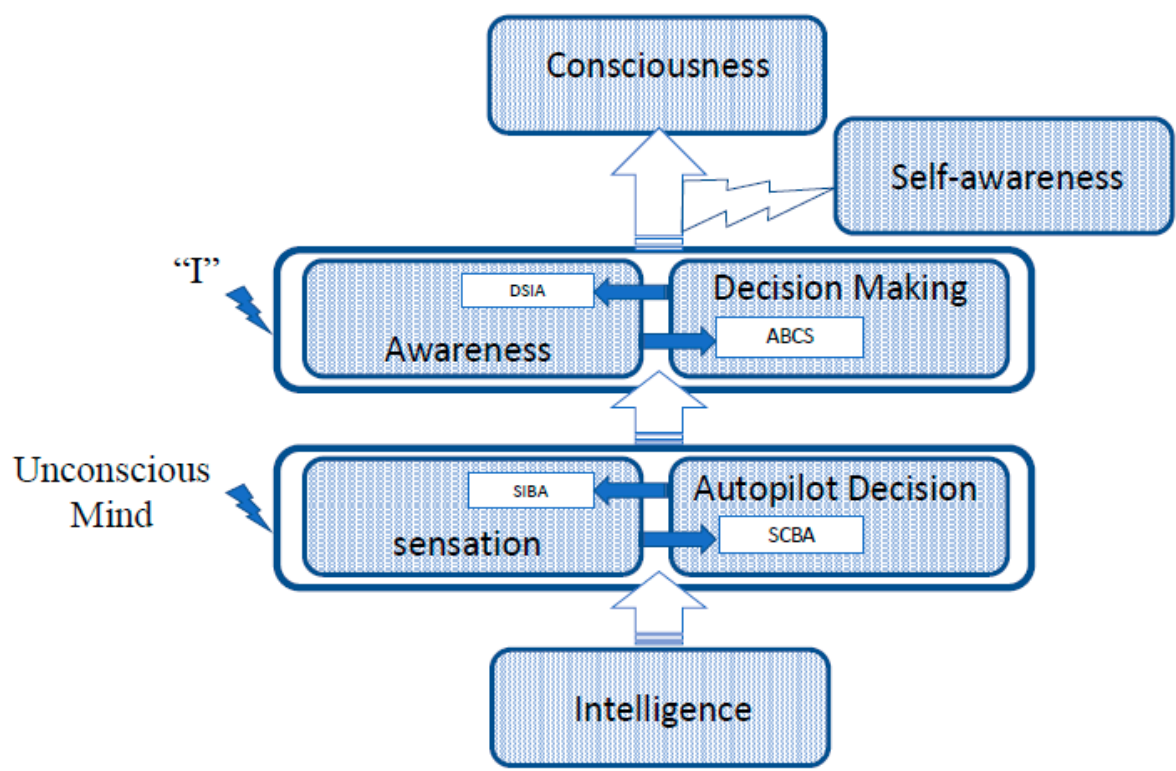 Consciousness
Self-awareness
“I”
DSIA
Decision Making
ABCS
Awareness
Unconscious
Mind
SIBA
Autopilot Decision
SCBA
sensation
Intelligence